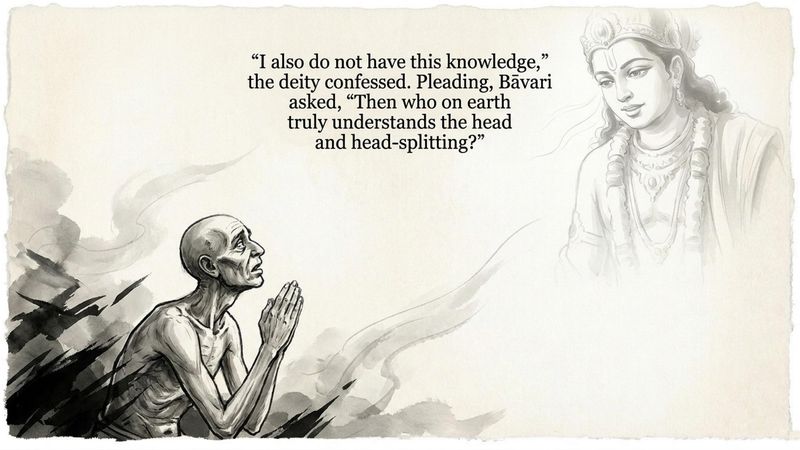 “I also do not have this knowledge,”
the deity confessed. Pleading, Bāvari
asked, “Then who on earth
truly understands the head
and head-splitting?”